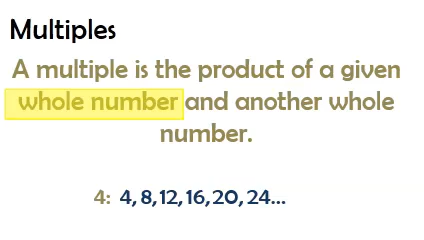 Multiples
A multiple is the product of a given
whole number and another whole
number.
4: 4, 8, 12, 16, 20, 24...